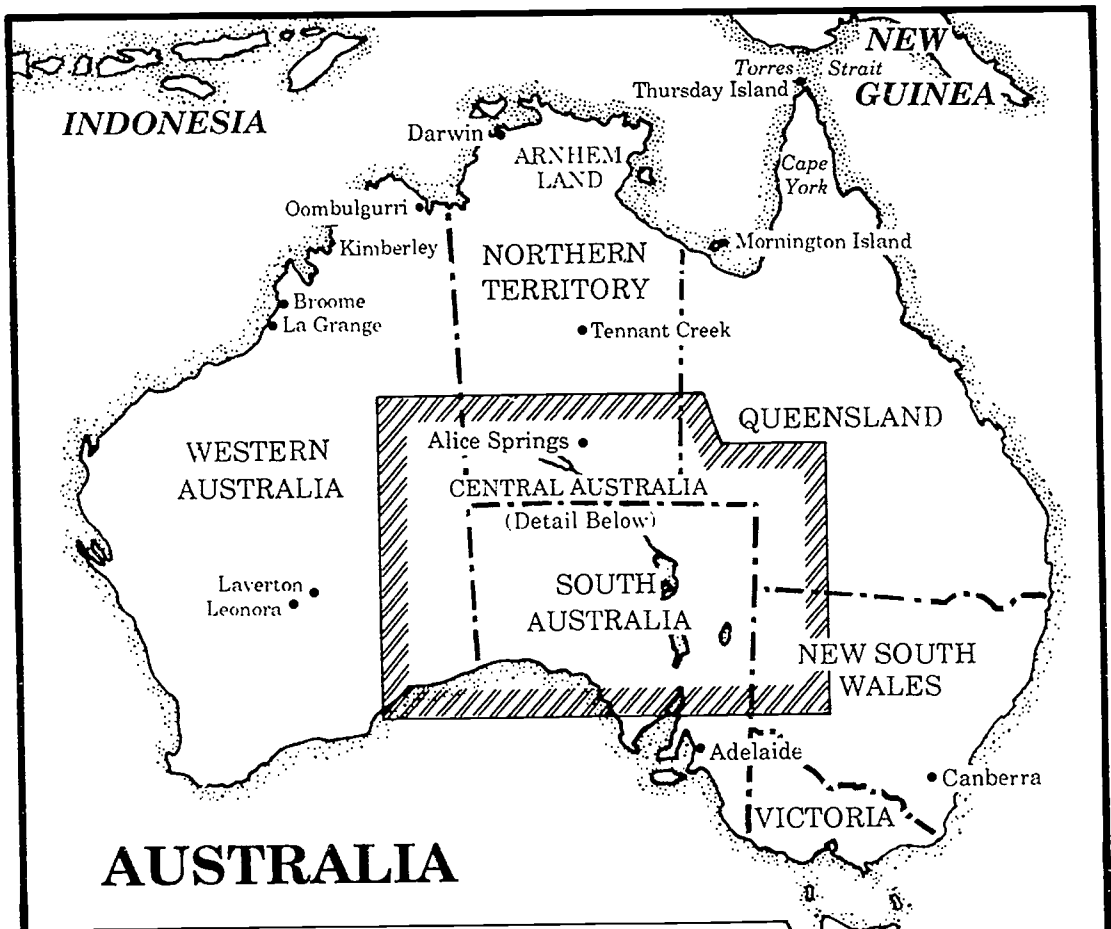 NEW
GUINEA
Torres Strait
Thursday Island
INDONESIA
Darwin
ARNHEM
LAND
Cape
York
Oombulgurri
Kimberley
Mornington Island
NORTHERN
TERRITORY
Broome
La Grange
Tennant Creek
QUEENSLAND
WESTERN
AUSTRALIA
Alice Springs
CENTRAL AUSTRALIA
(Detail Below)
Laverton
Leonora
SOUTH
AUSTRALIA
NEW SOUTH
WALES
Adelaide
Canberra
VICTORIA
AUSTRALIA